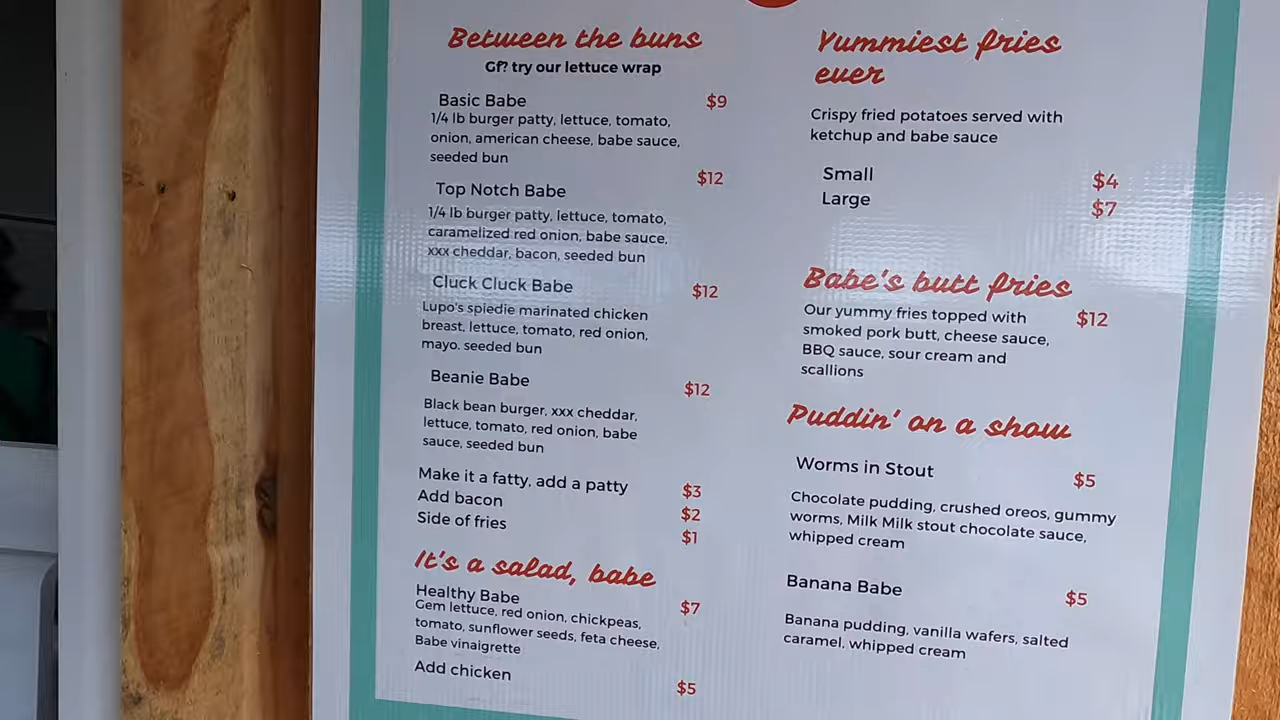 Between the buns
Gf? try our lettuce wrap
Basic Babe $9
1/4 lb burger patty, lettuce, tomato,
onion, american cheese, babe sauce,
seeded bun
Top Notch Babe $12
1/4 lb burger patty, lettuce, tomato,
caramelized red onion, babe sauce,
xxx cheddar, bacon, seeded bun
Cluck Cluck Babe $12
Lupo's spiedie marinated chicken
breast, lettuce, tomato, red onion,
mayo. seeded bun
Beanie Babe $12
Black bean burger, xxx cheddar,
lettuce, tomato, red onion, babe
sauce, seeded bun
Make it a fatty, add a patty $3
Add bacon $2
Side of fries $1
It's a salad, babe
Healthy Babe $7
Gem lettuce, red onion, chickpeas,
tomato, sunflower seeds, feta cheese,
Babe vinaigrette
Add chicken $5
Yummiest fries
ever
Crispy fried potatoes served with
ketchup and babe sauce
Small $4
Large $7
Babe's butt fries
Our yummy fries topped with $12
smoked pork butt, cheese sauce,
BBQ sauce, sour cream and
scallions
Puddin' on a show
Worms in Stout $5
Chocolate pudding, crushed oreos, gummy
worms, Milk Milk stout chocolate sauce,
whipped cream
Banana Babe $5
Banana pudding, vanilla wafers, salted
caramel, whipped cream